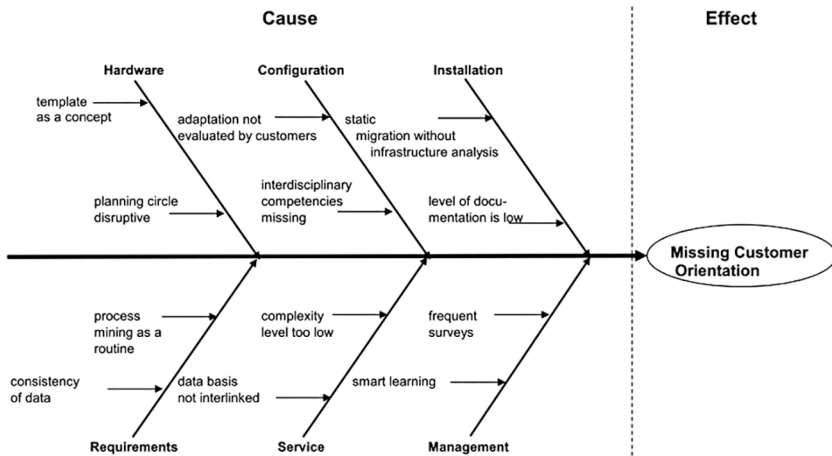 Cause
Effect
Hardware
Configuration
Installation
template
as a concept
adaptation not
evaluated by customers
static
migration without
infrastructure analysis
planning circle
disruptive
interdisciplinary
competencies
missing
level of docu-
mentation is low
Missing Customer
Orientation
process
mining as a
routine
complexity
level too low
frequent
surveys
consistency
of data
data basis
not interlinked
smart learning
Requirements
Service
Management